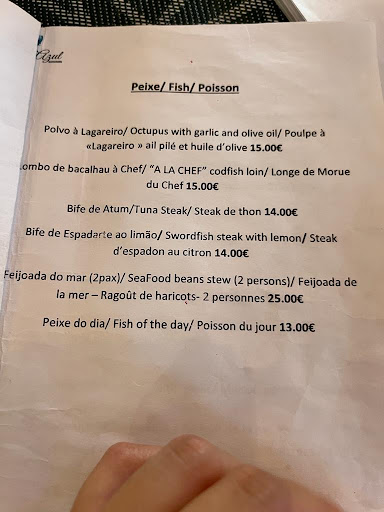 Azul
Peixe/ Fish/ Poisson
Polvo à Lagareiro/ Octupus with garlic and olive oil/ Poulpe à
«Lagareiro » ail pilé et huile d’olive 15.00€
ombo de bacalhau à Chef/ “A LA CHEF” codfish loin/ Longe de Morue
du Chef 15.00€
Bife de Atum/Tuna Steak/ Steak de thon 14.00€
Bife de Espadarte ao limão/ Swordfish steak with lemon/ Steak
d’espadon au citron 14.00€
Feijoada do mar (2pax)/ SeaFood beans stew (2 persons)/ Feijoada de
la mer – Ragoût de haricots- 2 personnes 25.00€
Peixe do dia/ Fish of the day/ Poisson du jour 13.00€